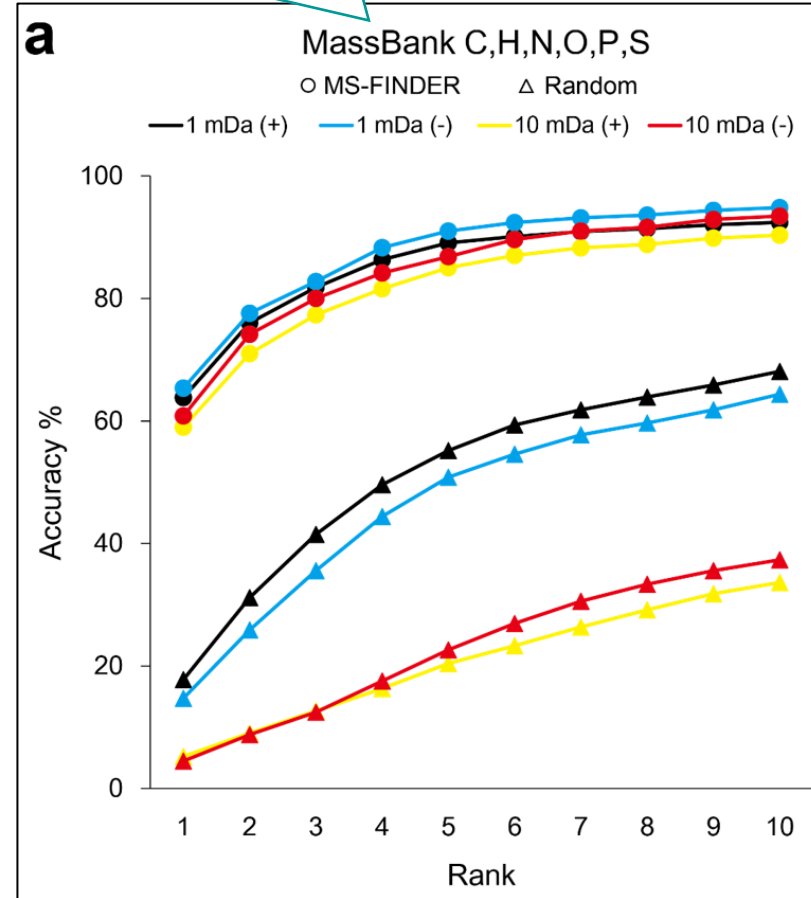 a
MassBank C,H,N,O,P,S
MS-FINDER Random
1 mDa (+) 1 mDa (-) 10 mDa (+) 10 mDa (-)
100
80
60
40
20
0
Accuracy %
1 2 3 4 5 6 7 8 9 10
Rank